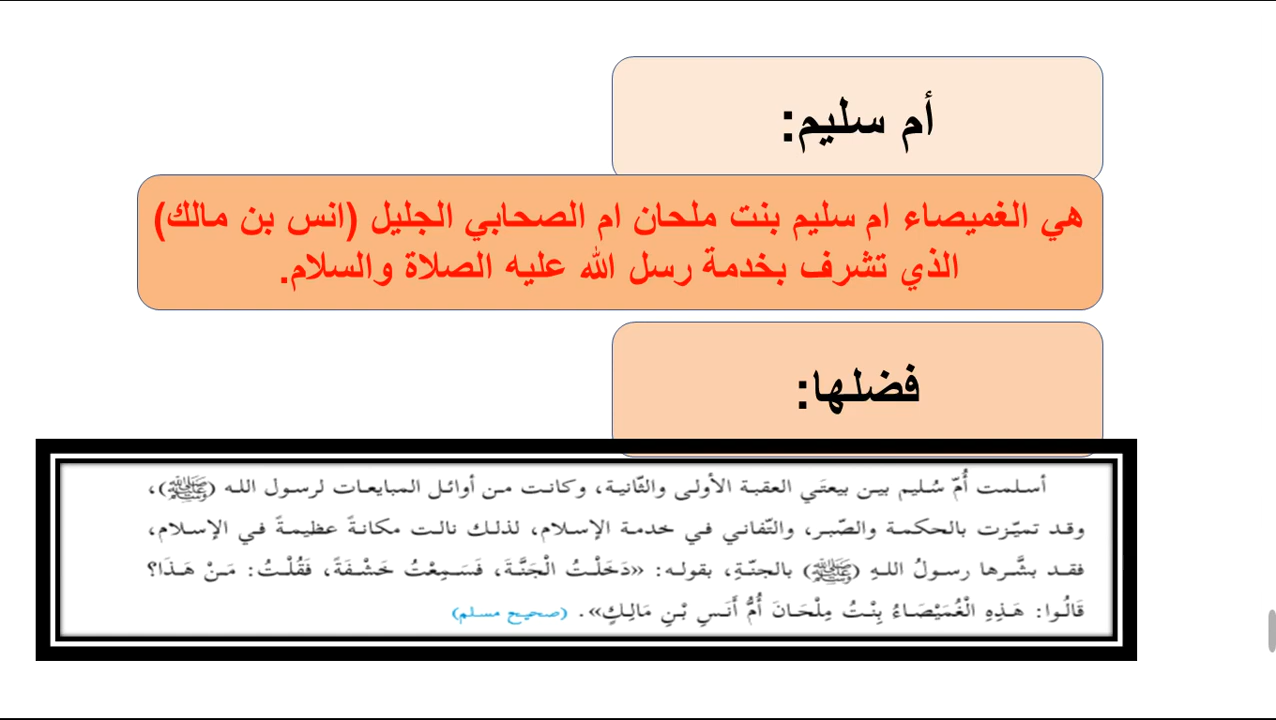 أم سليم:
هي الغميصاء ام سليم بنت ملحان ام الصحابي الجليل (انس بن مالك)
الذي تشرف بخدمة رسل الله عليه الصلاة والسلام.
فضلها:
أسلمت أُمّ سُليم بين بيعتَي العقبة الأولى والثّانية، وكانت من أوائل المبايعات لرسول الله (ﷺ)،
وقد تميّزت بالحكمة والصّبر، والتّفاني في خدمة الإسلام، لذلك نالت مكانةً عظيمةً في الإسلام،
فقد بشَّرها رسولُ اللهِ (ﷺ) بالجنّةِ، بقوله: «دَخَلْتُ الْجَنَّةَ، فَسَمِعْتُ خَشْفَةً، فَقُلْتُ: مَنْ هَذَا؟
قَالُوا: هَذِهِ الْغُمَيْصَاءُ بِنْتُ مِلْحَانَ أُمُّ أَنَسِ بْنِ مَالِكٍ». (صحيح مسلم)